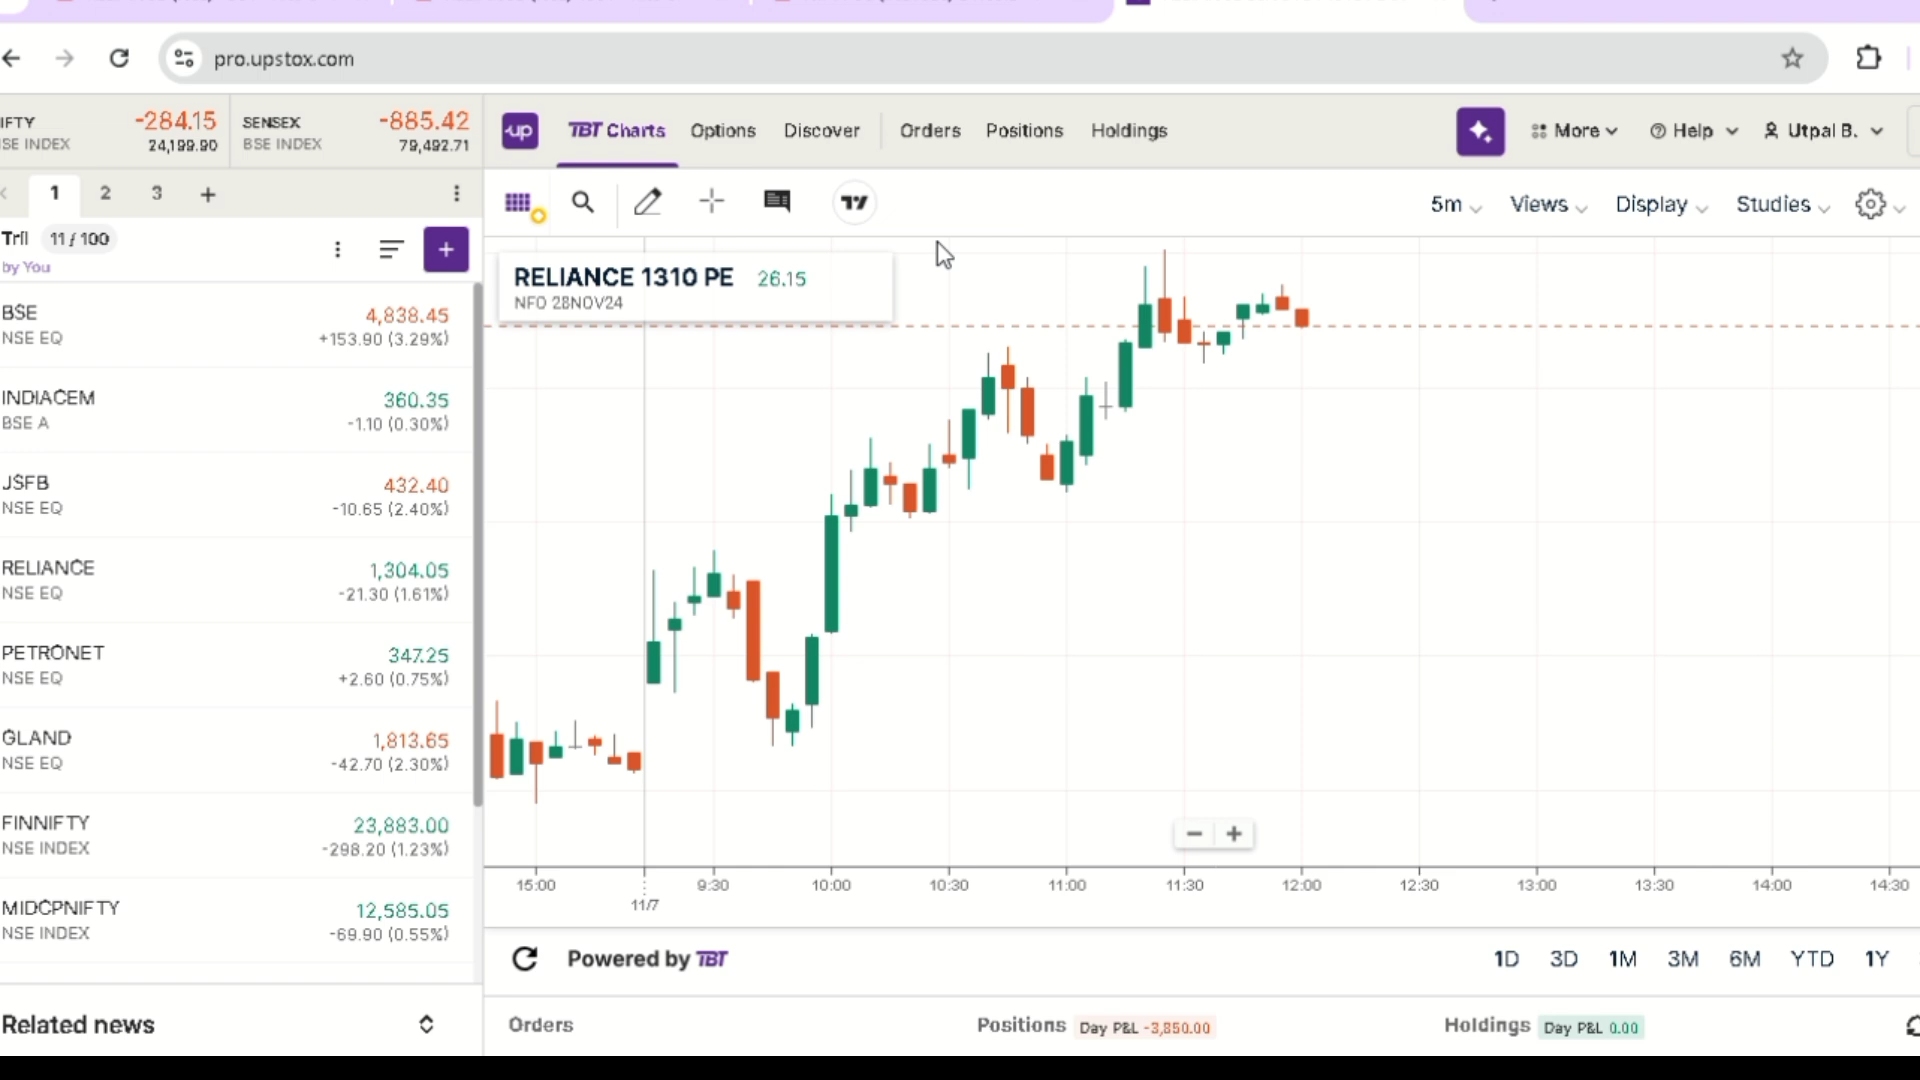 pro.upstox.com
IFTY -284.15 SENSEX -885.42
SE INDEX 24,199.90 BSE INDEX 79,492.71
up TBT Charts Options Discover Orders Positions Holdings More Help Utpal B.
1 2 3 +
5m Views Display Studies
Tril 11 / 100
by You
RELIANCE 1310 PE 26.15
NFO 28NOV24
BSE 4,838.45
NSE EQ +153.90 (3.29%)
INDIACEM 360.35
BSE A -1.10 (0.30%)
JSFB 432.40
NSE EQ -10.65 (2.40%)
RELIANCE 1,304.05
NSE EQ -21.30 (1.61%)
PETRONET 347.25
NSE EQ +2.60 (0.75%)
GLAND 1,813.65
NSE EQ -42.70 (2.30%)
FINNIFTY 23,883.00
NSE INDEX -298.20 (1.23%)
MIDCPNIFTY 12,585.05
NSE INDEX -69.90 (0.55%)
15:00 9:30 10:00 10:30 11:00 11:30 12:00 12:30 13:00 13:30 14:00 14:30
11/7
Powered by TBT 1D 3D 1M 3M 6M YTD 1Y
Related news
Orders Positions Day P&L -3,850.00 Holdings Day P&L 0.00